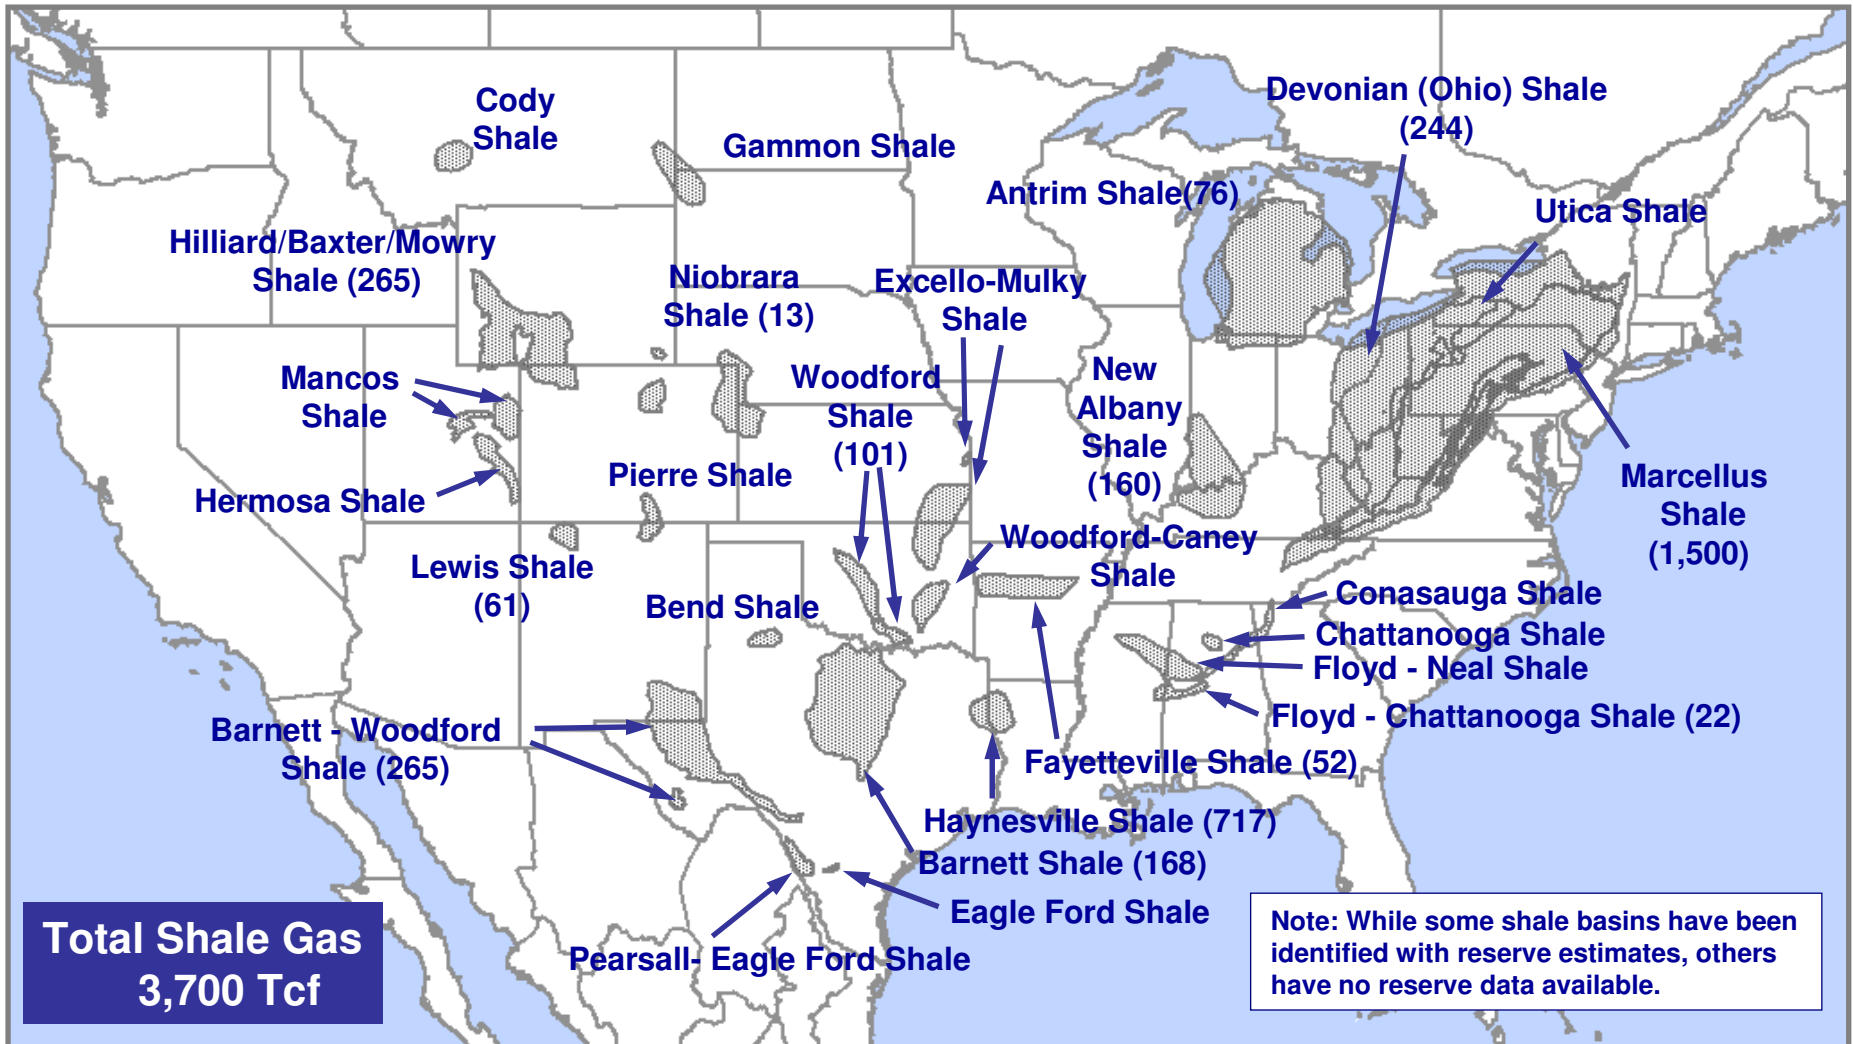 Cody
Shale
Gammon Shale
Devonian (Ohio) Shale
(244)
Antrim Shale(76)
Utica Shale
Hilliard/Baxter/Mowry
Shale (265)
Niobrara
Shale (13)
Excello-Mulky
Shale
Mancos
Shale
Woodford
Shale
(101)
New
Albany
Shale
(160)
Hermosa Shale
Pierre Shale
Marcellus
Shale
(1,500)
Lewis Shale
(61)
Woodford-Caney
Shale
Bend Shale
Conasauga Shale
Chattanooga Shale
Floyd - Neal Shale
Floyd - Chattanooga Shale (22)
Barnett - Woodford
Shale (265)
Fayetteville Shale (52)
Haynesville Shale (717)
Barnett Shale (168)
Eagle Ford Shale
Pearsall- Eagle Ford Shale
Total Shale Gas
3,700 Tcf
Note: While some shale basins have been
identified with reserve estimates, others
have no reserve data available.